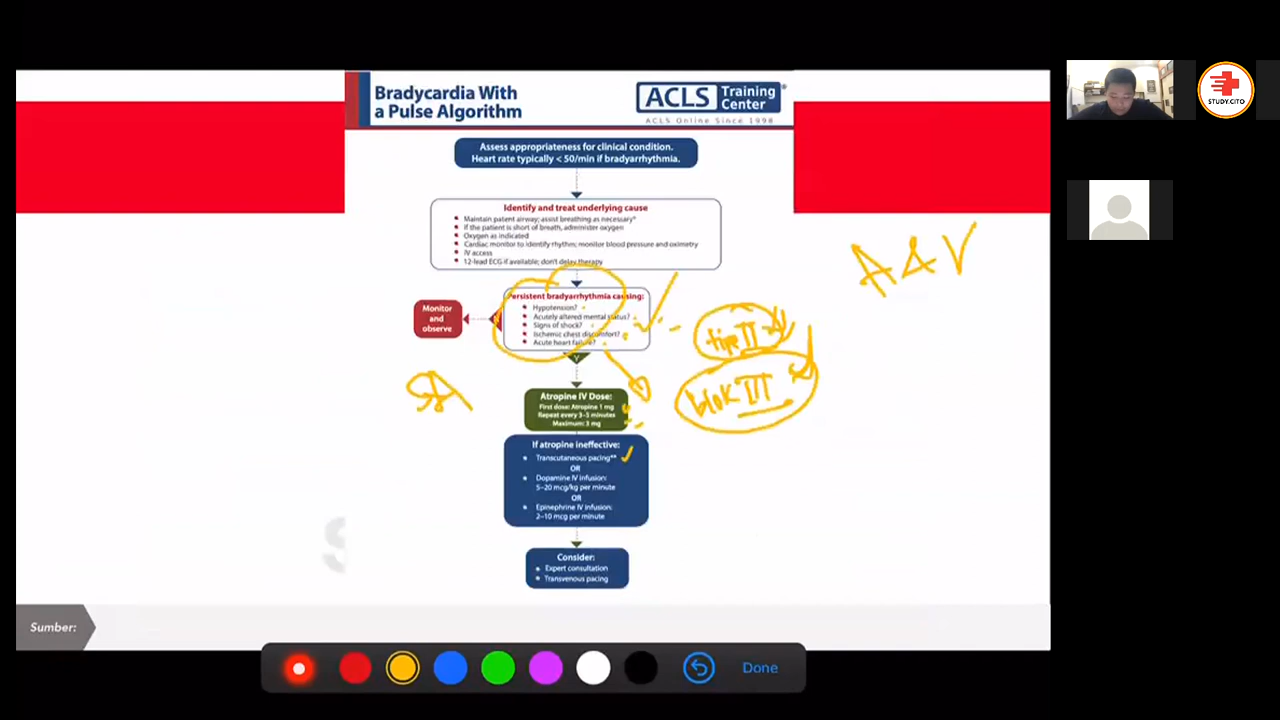 Bradycardia With
a Pulse Algorithm
ACLS Training
Center®
ACLS Online Since 1998
STUDY.CITO
Assess appropriateness for clinical condition.
Heart rate typically < 50/min if bradyarrhythmia.
Identify and treat underlying cause
Maintain patent airway; assist breathing as necessary*
If the patient is short of breath, administer oxygen
Oxygen as indicated
Cardiac monitor to identify rhythm; monitor blood pressure and oximetry
IV access
12-lead ECG if available; don't delay therapy
Persistent bradyarrhythmia causing:
Hypotension?
Acutely altered mental status?
Signs of shock?
Ischemic chest discomfort?
Acute heart failure?
Monitor
and
observe
Y
tipe II
blok III
SA
Atropine IV Dose:
First dose: Atropine 1 mg
Repeat every 3-5 minutes
Maximum: 3 mg
If atropine ineffective:
Transcutaneous pacing**
OR
Dopamine IV infusion:
5–20 mcg/kg per minute
OR
Epinephrine IV infusion:
2–10 mcg per minute
Consider:
Expert consultation
Transvenous pacing
Sumber:
Done